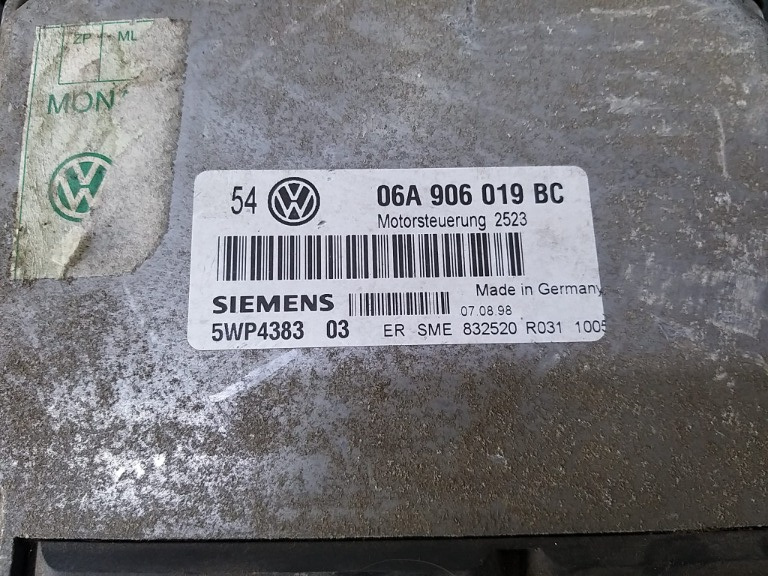 ZP ML
MON
54 VW 06A 906 019 BC
Motorsteuerung 2523
Made in Germany
SIEMENS 07.08.98
5WP4383 03 ER SME 832520 R031 1005